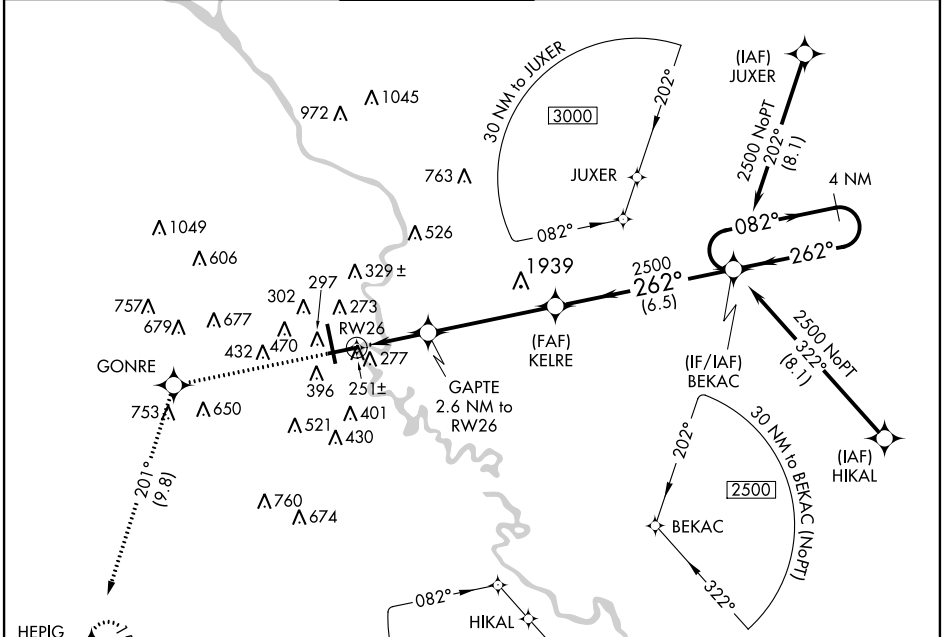 (IAF)
JUXER
30 NM to JUXER
202°
3000
JUXER
082°
1045
972
763
2500 NoPT
202°
(8.1)
4 NM
082°
262°
526
1049
606
329 ±
297
302
273
1939
2500
262°
(6.5)
757
679
677
RW26
470
432
277
GONRE
396
251±
(FAF)
KELRE
(IF/IAF)
BEKAC
2500 NoPT
322°
(8.1)
GAPTE
2.6 NM to
RW26
753
650
401
521
430
(IAF)
HIKAL
202°
30 NM to BEKAC (NoPT)
2500
BEKAC
322°
201°
(9.8)
760
674
082°
HIKAL
HEPIG